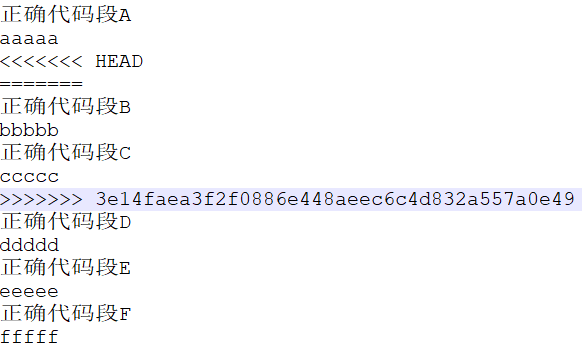 正确代码段A
aaaaa
<<<<<<< HEAD
=======
正确代码段B
bbbbb
正确代码段C
ccccc
>>>>>>> 3e14faea3f2f0886e448aeec6c4d832a557a0e49
正确代码段D
ddddd
正确代码段E
eeeee
正确代码段F
fffff